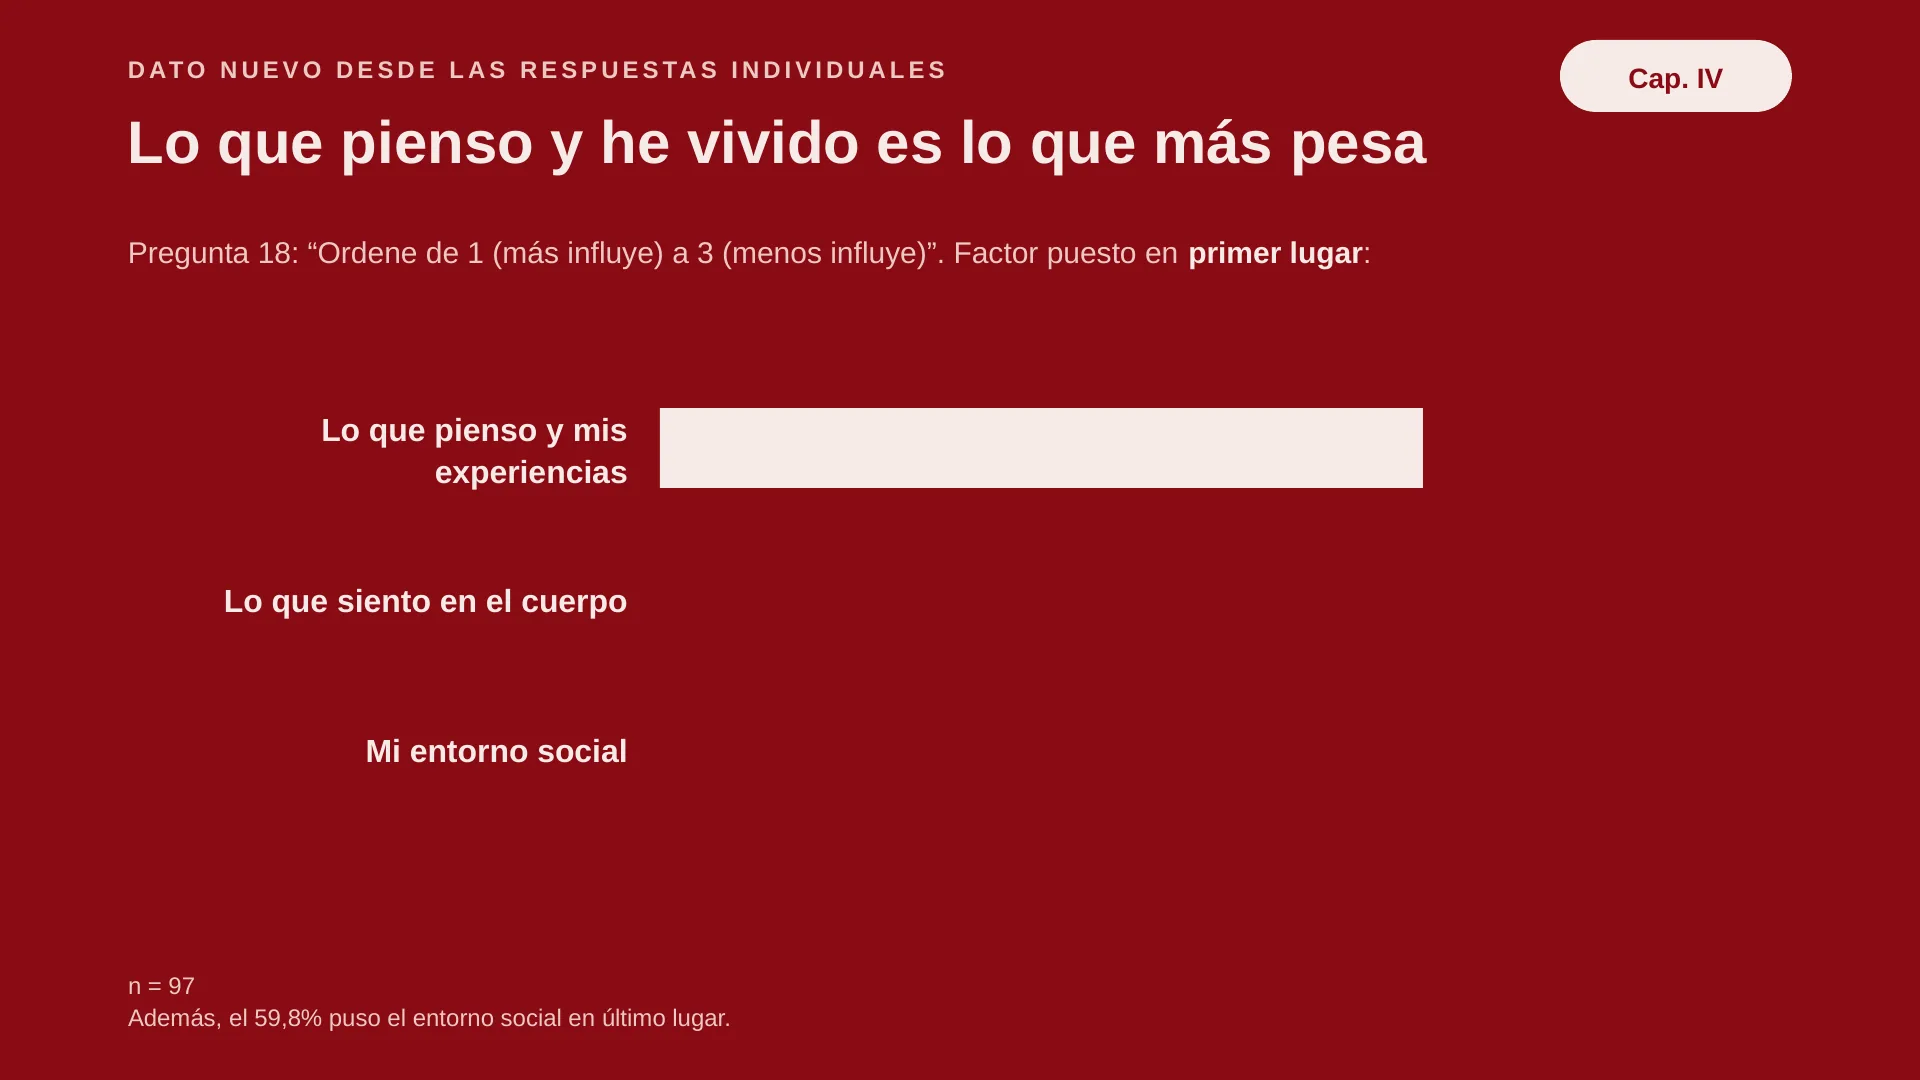 DATO NUEVO DESDE LAS RESPUESTAS INDIVIDUALES
Cap. IV
Lo que pienso y he vivido es lo que más pesa
Pregunta 18: “Ordene de 1 (más influye) a 3 (menos influye)”. Factor puesto en primer lugar:
Lo que pienso y mis
experiencias
Lo que siento en el cuerpo
Mi entorno social
n = 97
Además, el 59,8% puso el entorno social en último lugar.